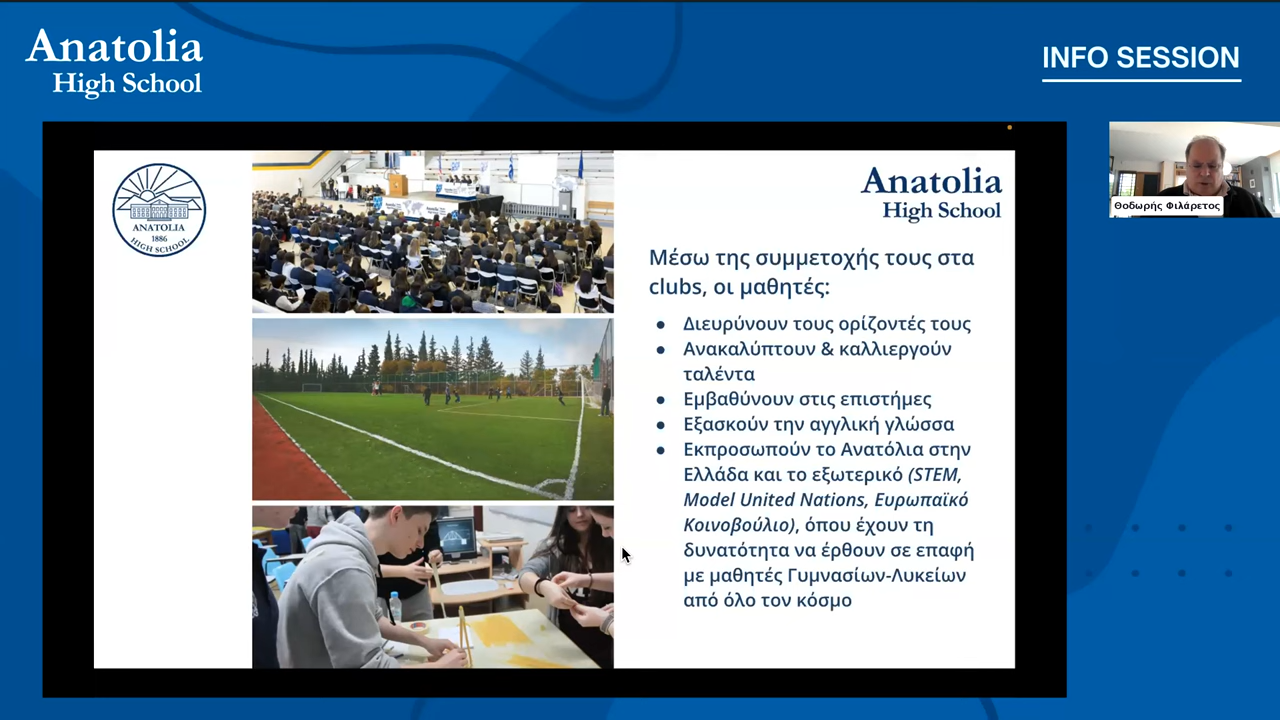 Anatolia
High School
INFO SESSION
ANATOLIA
1886
HIGH SCHOOL
Anatolia
High School
Θοδωρής Φιλάρετος
Μέσω της συμμετοχής τους στα
clubs, οι μαθητές:
● Διευρύνουν τους ορίζοντές τους
● Ανακαλύπτουν & καλλιεργούν
ταλέντα
● Εμβαθύνουν στις επιστήμες
● Εξασκούν την αγγλική γλώσσα
● Εκπροσωπούν το Ανατόλια στην
Ελλάδα και το εξωτερικό (STEM,
Model United Nations, Ευρωπαϊκό
Κοινοβούλιο), όπου έχουν τη
δυνατότητα να έρθουν σε επαφή
με μαθητές Γυμνασίων-Λυκείων
από όλο τον κόσμο